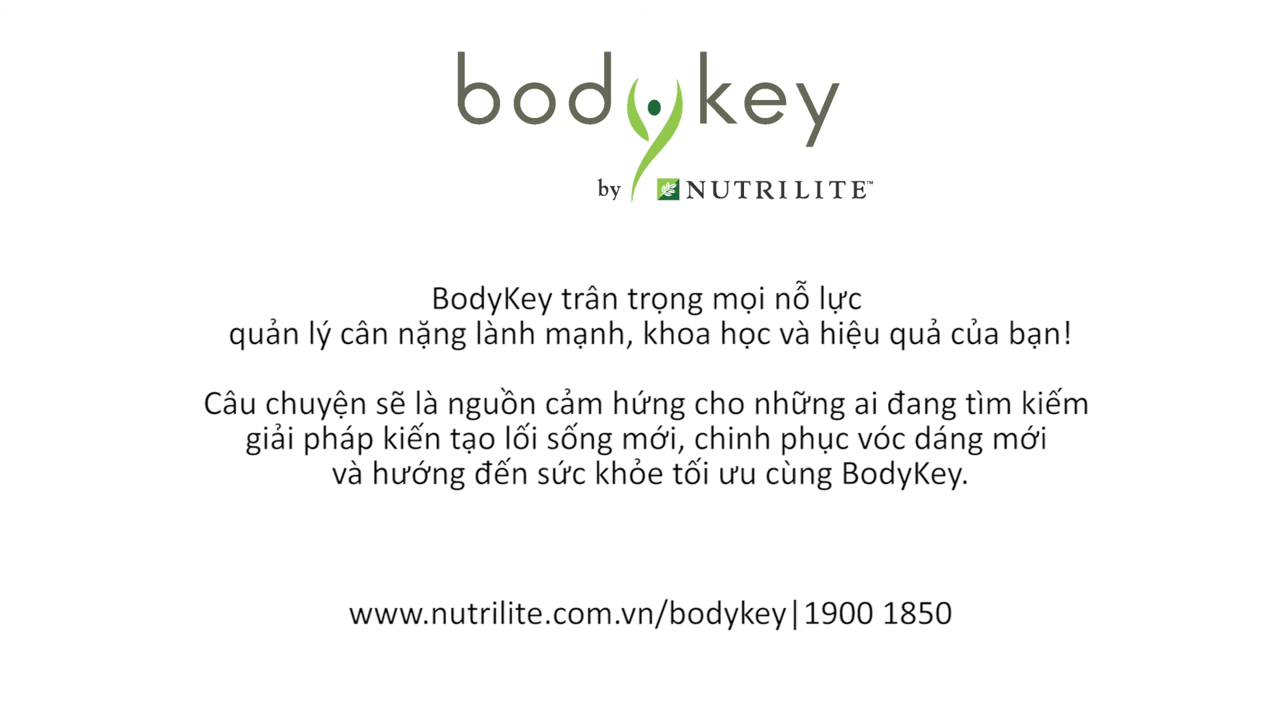 bodykey
by NUTRILITE™
BodyKey trân trọng mọi nỗ lực
quản lý cân nặng lành mạnh, khoa học và hiệu quả của bạn!
Câu chuyện sẽ là nguồn cảm hứng cho những ai đang tìm kiếm
giải pháp kiến tạo lối sống mới, chinh phục vóc dáng mới
và hướng đến sức khỏe tối ưu cùng BodyKey.
www.nutrilite.com.vn/bodykey|1900 1850